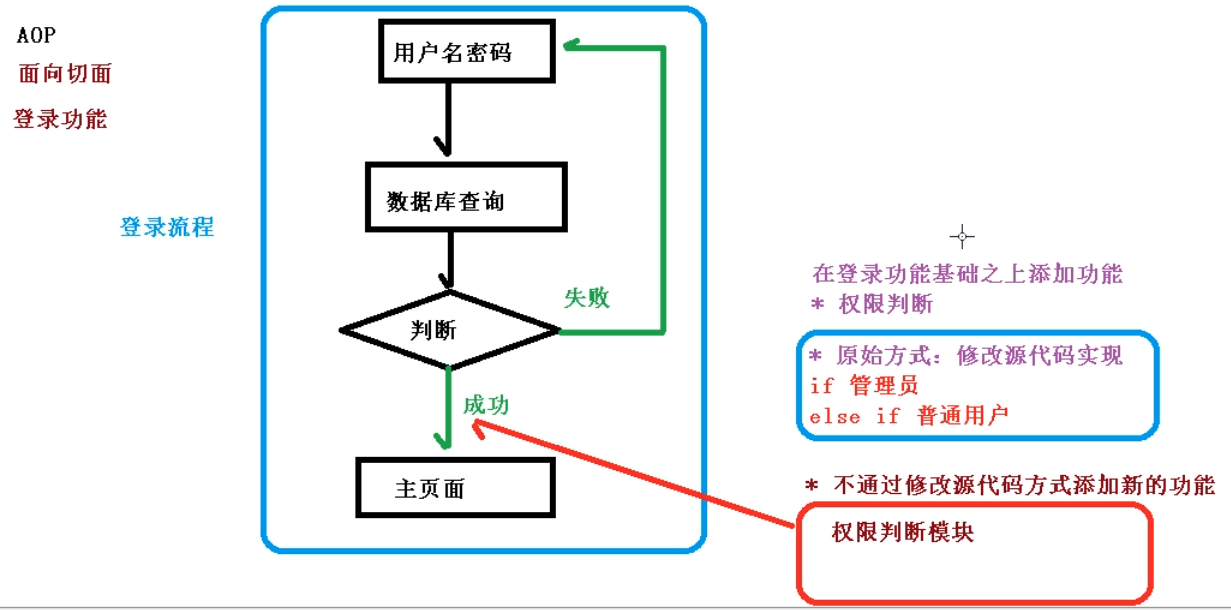 AOP
面向切面
登录功能
登录流程
用户名密码
数据库查询
判断
失败
成功
主页面
在登录功能基础之上添加功能
* 权限判断
* 原始方式：修改源代码实现
if 管理员
else if 普通用户
* 不通过修改源代码方式添加新的功能
权限判断模块